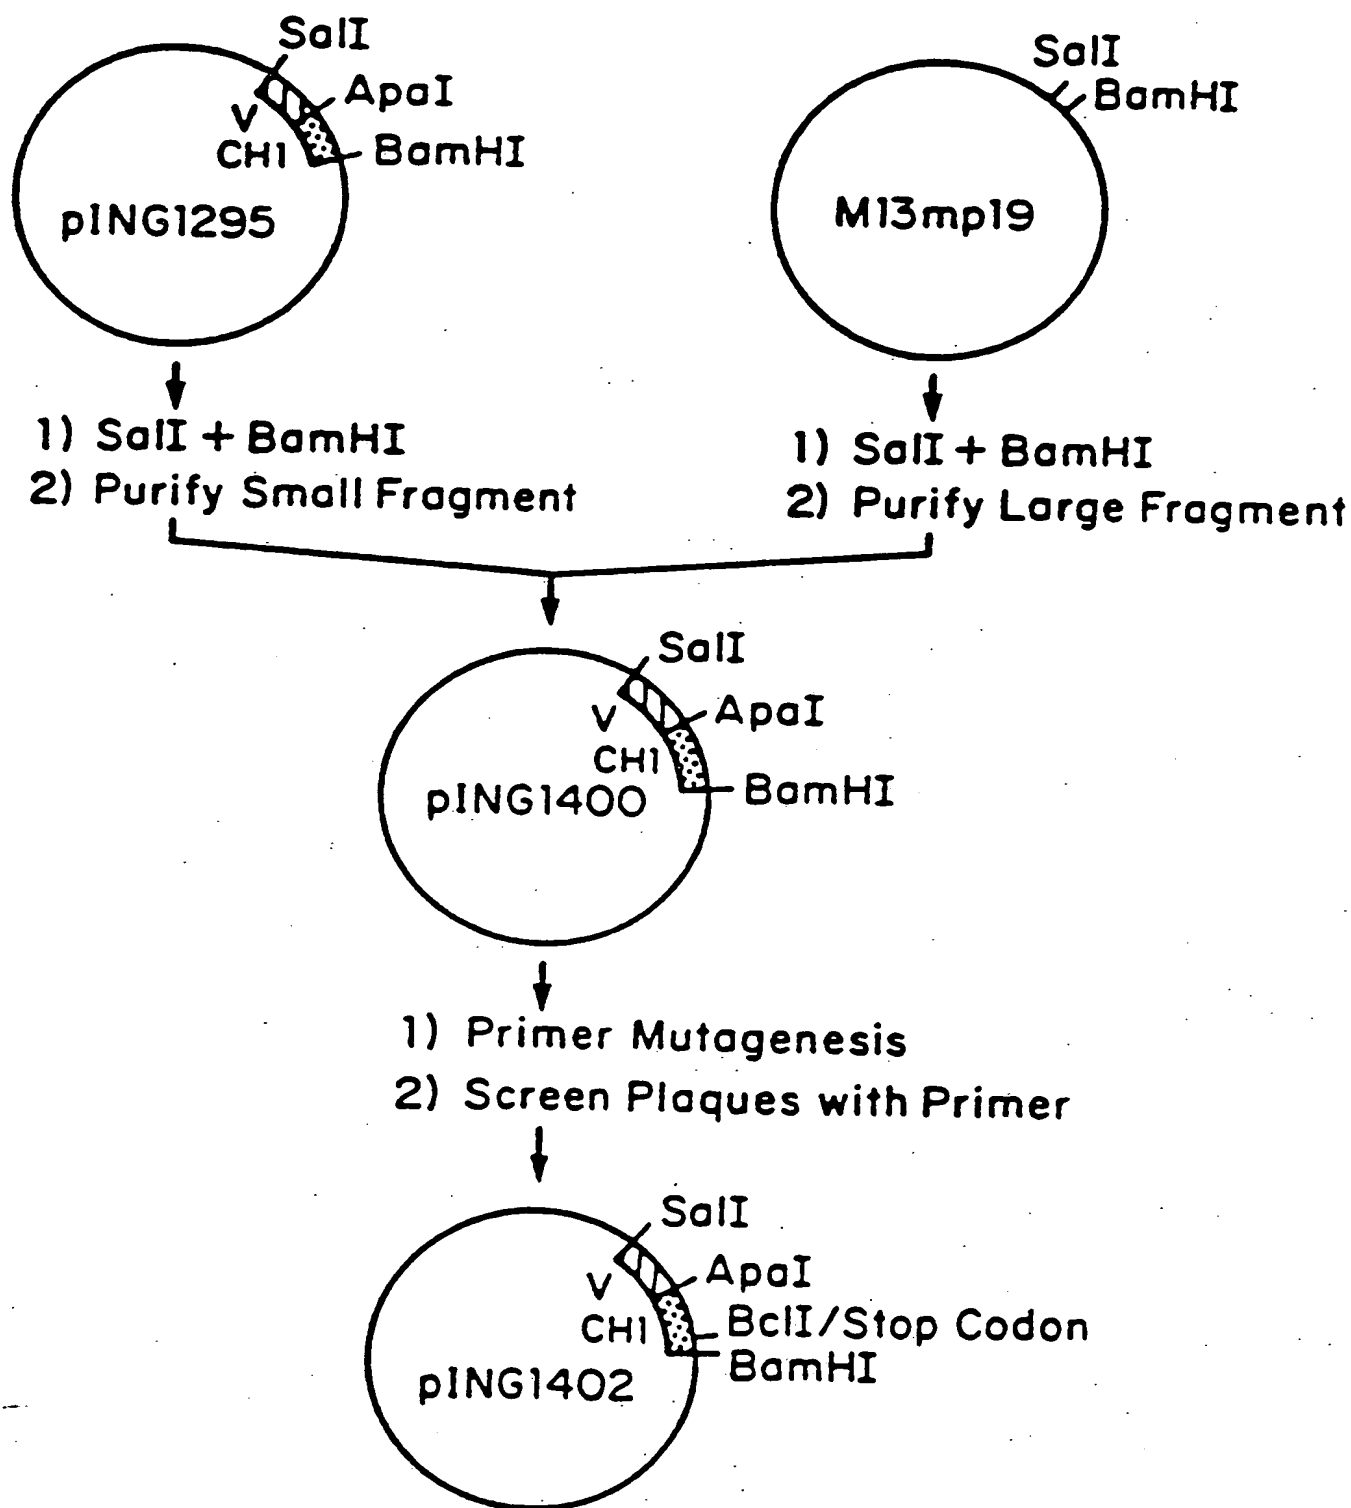 SalI
ApaI
V
CH1
BamHI
pING1295
SalI
BamHI
M13mp19
1) SalI + BamHI
2) Purify Small Fragment
1) SalI + BamHI
2) Purify Large Fragment
SalI
ApaI
V
CH1
BamHI
pING1400
1) Primer Mutagenesis
2) Screen Plaques with Primer
SalI
ApaI
V
CH1
BclI/Stop Codon
BamHI
pING1402